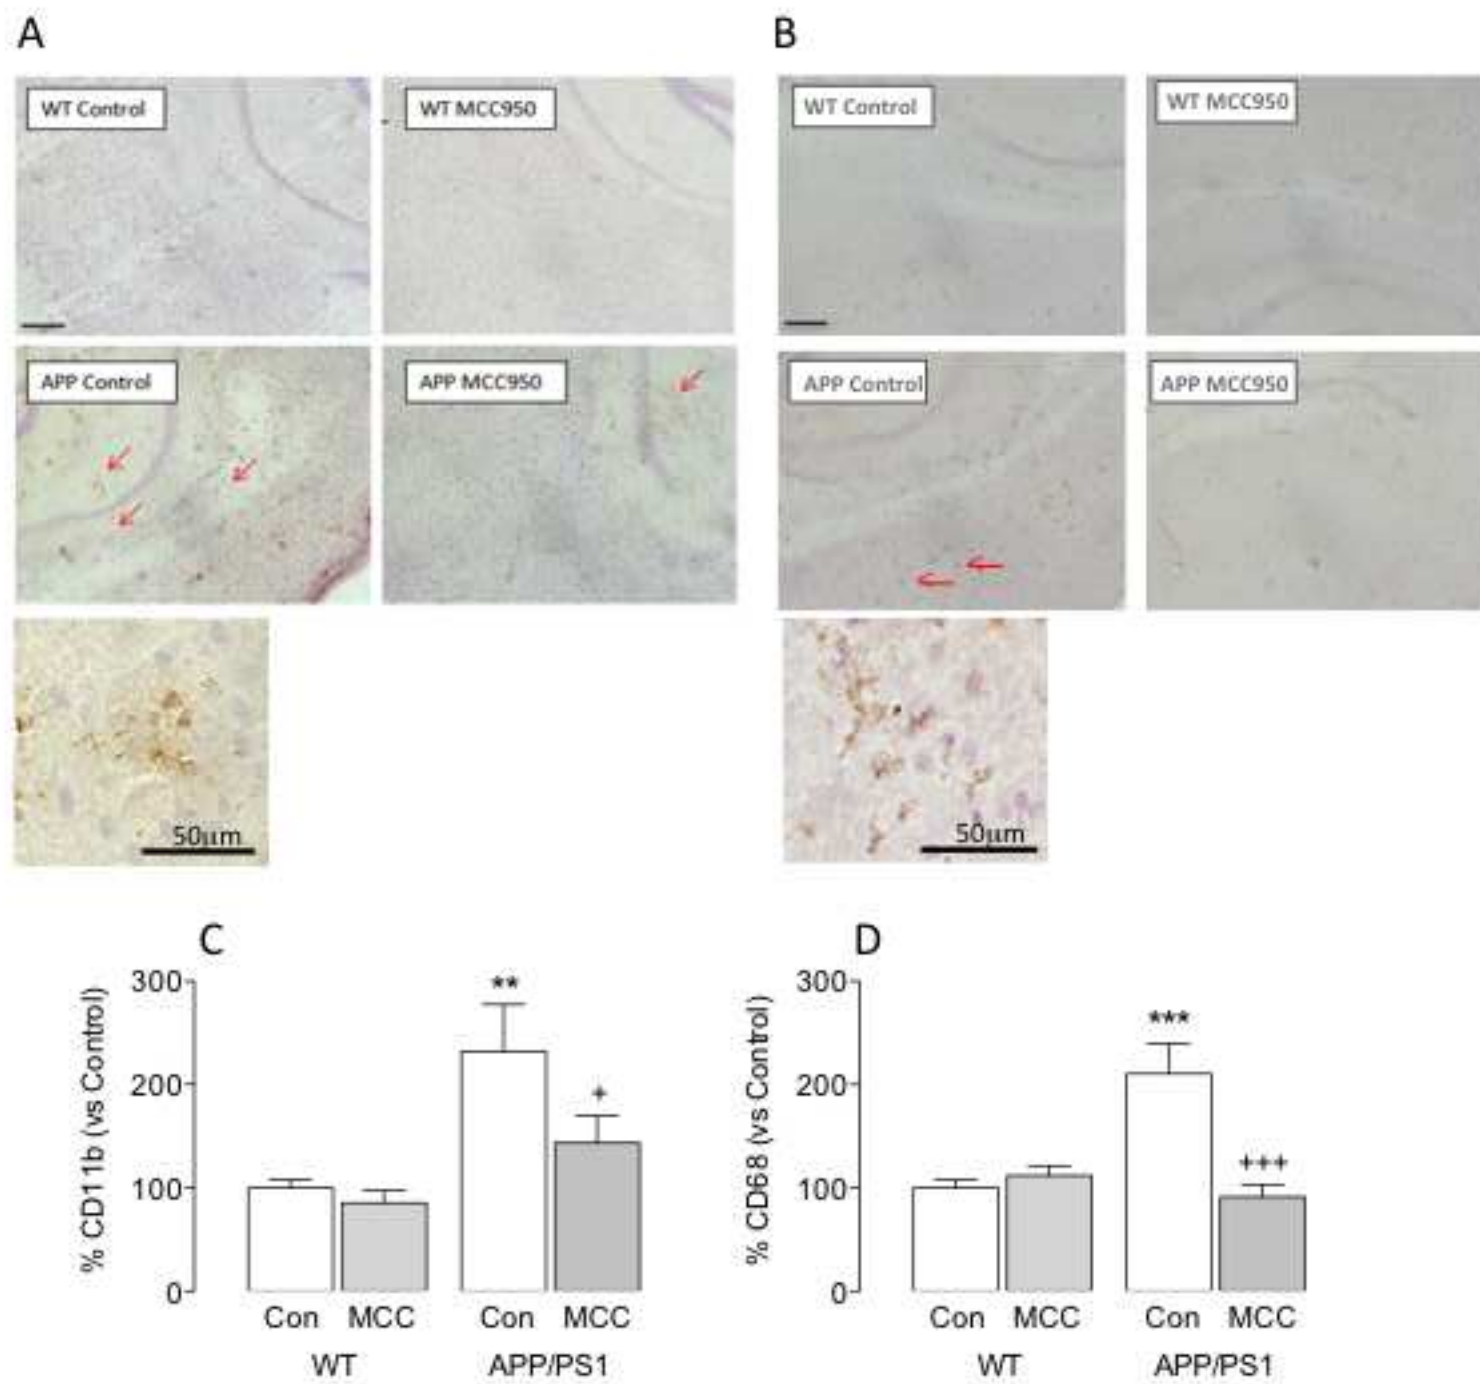 A
B
WT Control
WT MCC950
WT Control
WT MCC950
APP Control
APP MCC950
APP Control
APP MCC950
50µm
50µm
C
D
% CD11b (vs Control)
300
200
100
0
**
+
Con MCC Con MCC
WT APP/PS1
% CD68 (vs Control)
300
200
100
0
***
+++
Con MCC Con MCC
WT APP/PS1